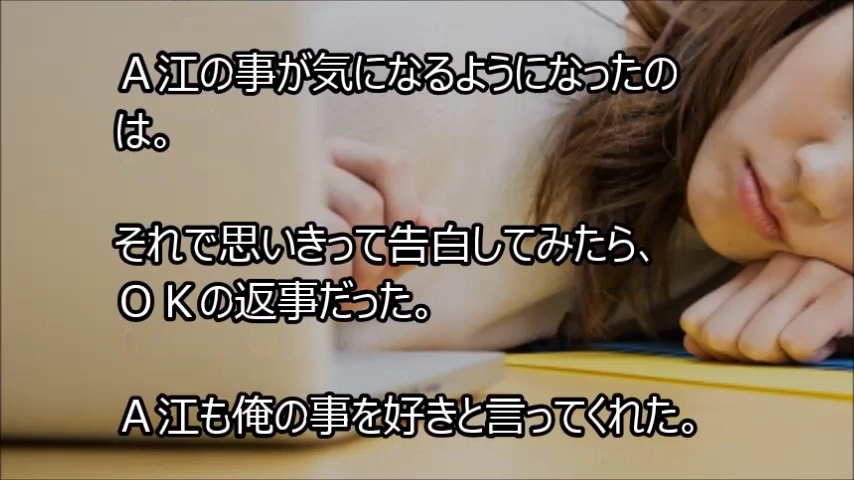 Ａ江の事が気になるようになったの
は。
それで思いきって告白してみたら、
ＯＫの返事だった。
Ａ江も俺の事を好きと言ってくれた。